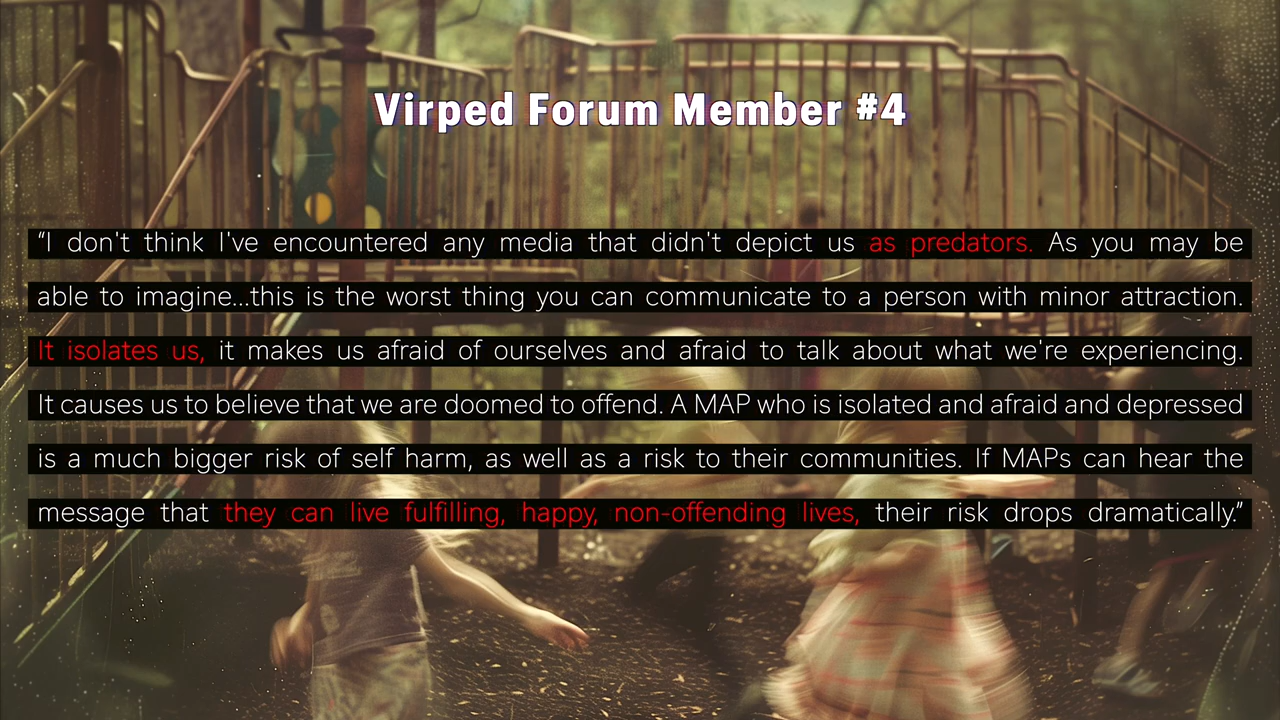 Virped Forum Member #4
“I don't think I've encountered any media that didn't depict us as predators. As you may be
able to imagine...this is the worst thing you can communicate to a person with minor attraction.
It isolates us, it makes us afraid of ourselves and afraid to talk about what we're experiencing.
It causes us to believe that we are doomed to offend. A MAP who is isolated and afraid and depressed
is a much bigger risk of self harm, as well as a risk to their communities. If MAPs can hear the
message that they can live fulfilling, happy, non-offending lives, their risk drops dramatically.”